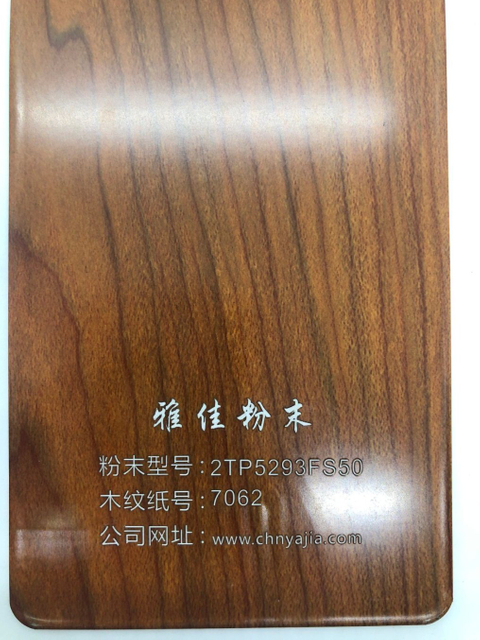 雅佳粉末
粉末型号:2TP5293FS50
木纹纸号:7062
公司网址:www.chnyajia.com